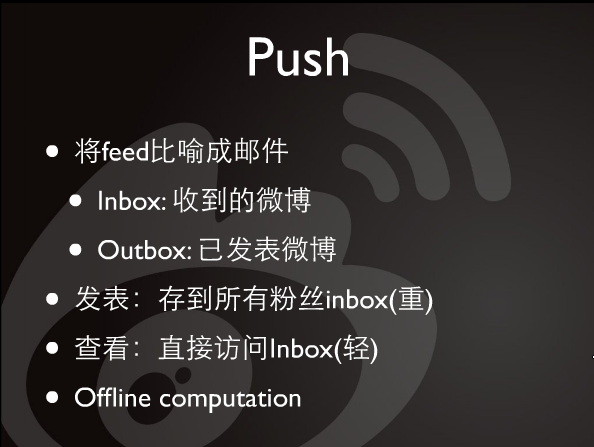 Push
将feed比喻成邮件
Inbox: 收到的微博
Outbox: 已发表微博
发表：存到所有粉丝inbox(重)
查看：直接访问Inbox(轻)
Offline computation